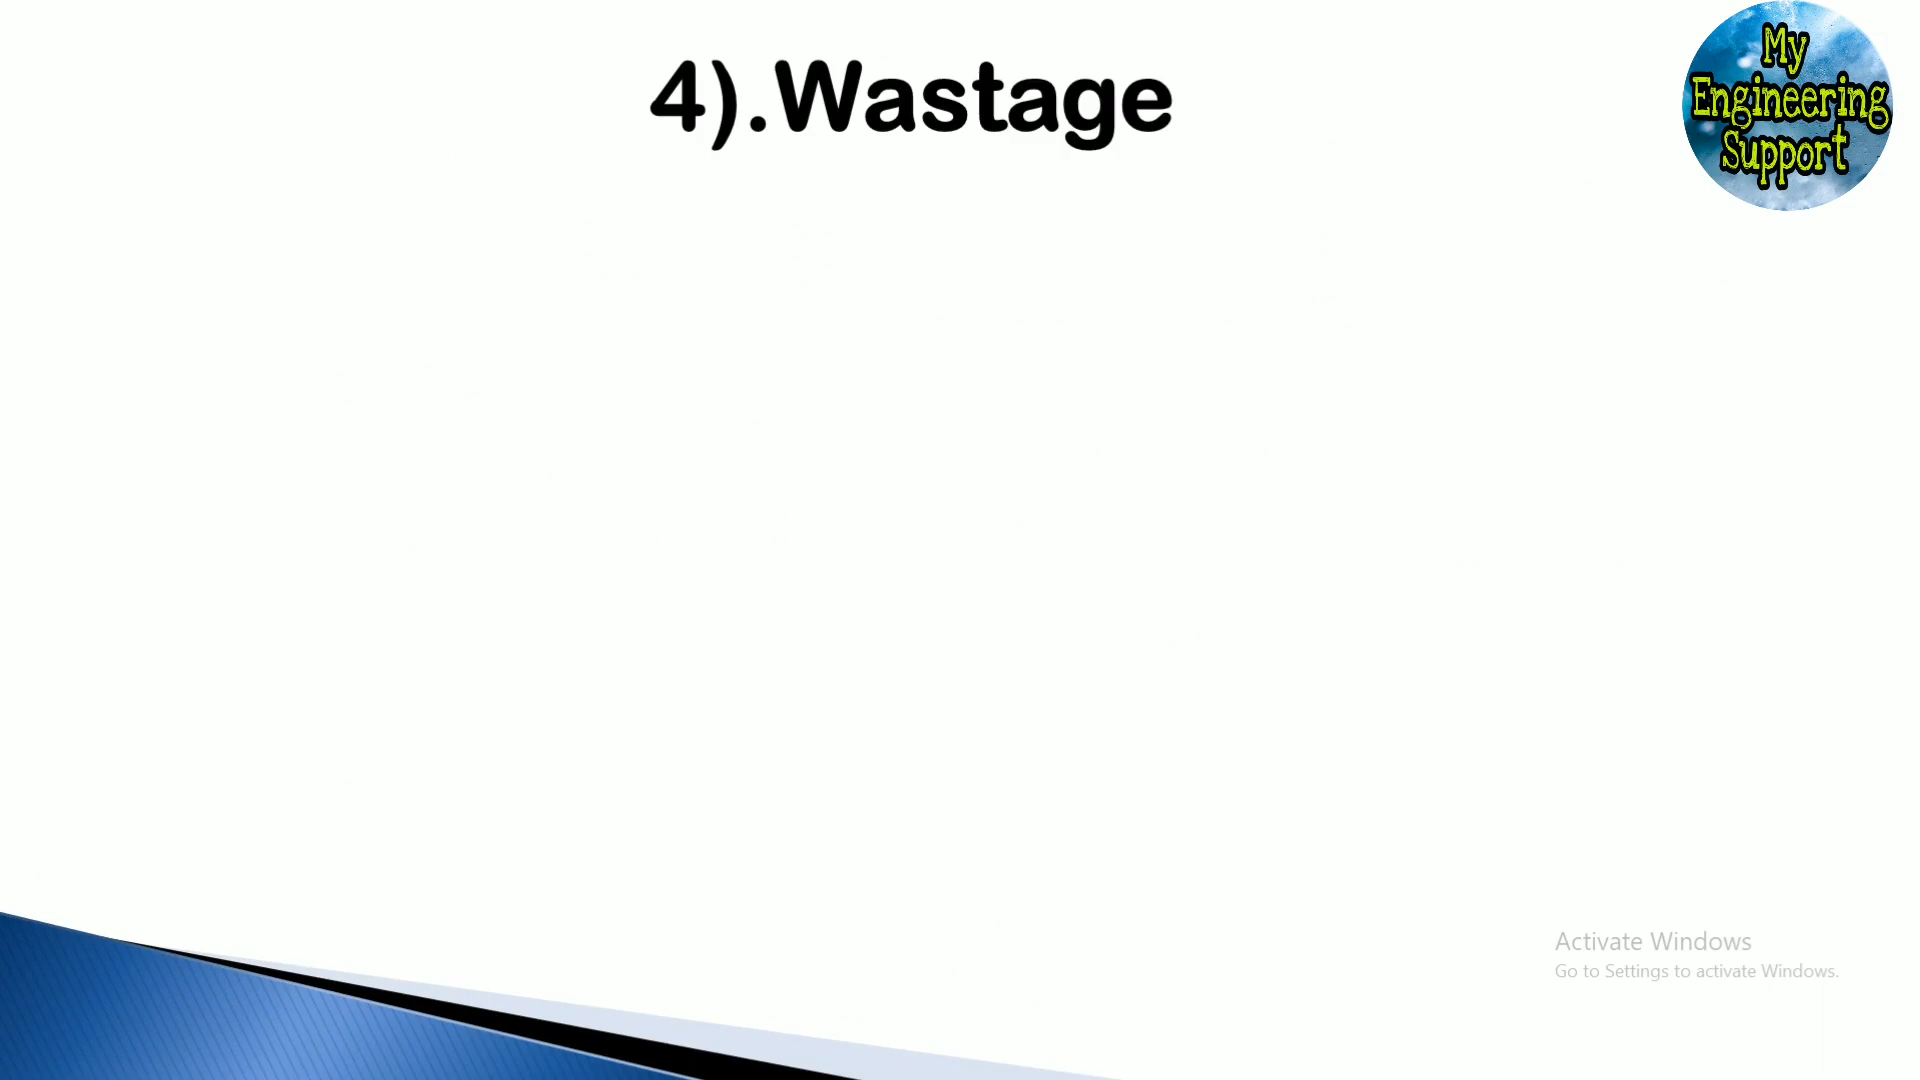 4).Wastage
My
Engineering
Support
Activate Windows
Go to Settings to activate Windows.